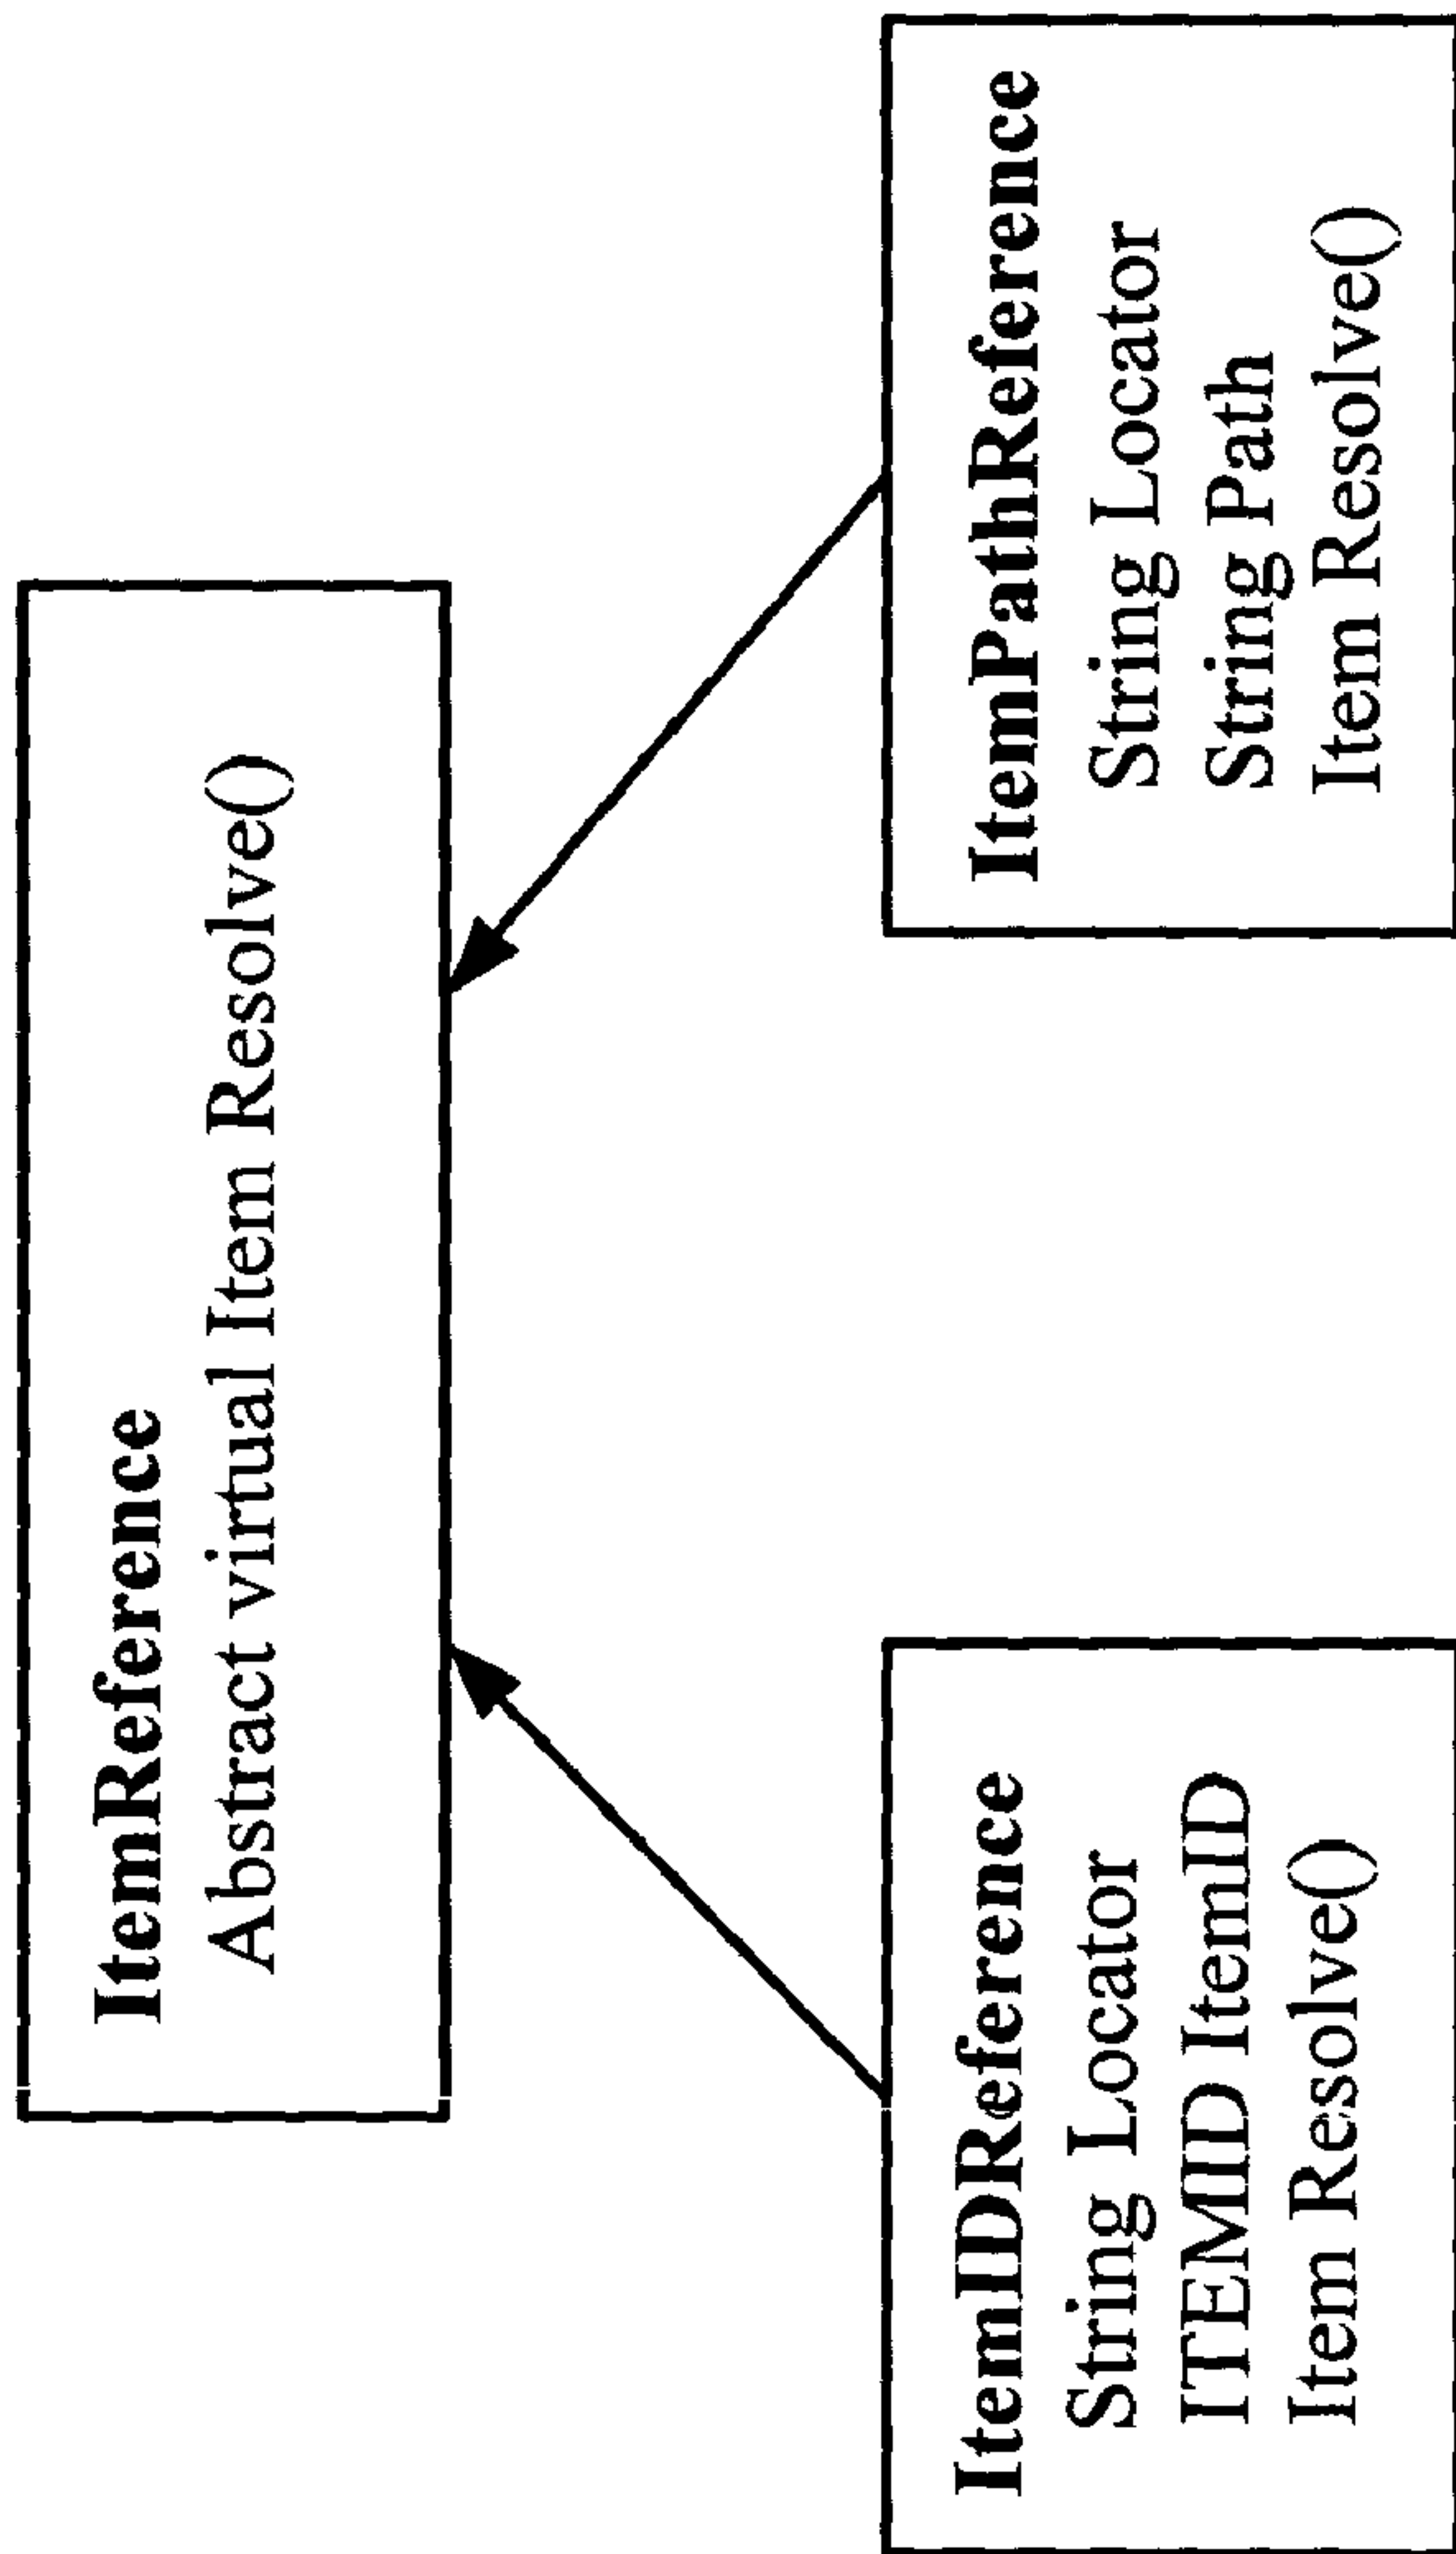 ItemReference
Abstract virtual Item Resolve()
ItemIDReference
String Locator
ITEMID ItemID
Item Resolve()
ItemPathReference
String Locator
String Path
Item Resolve()